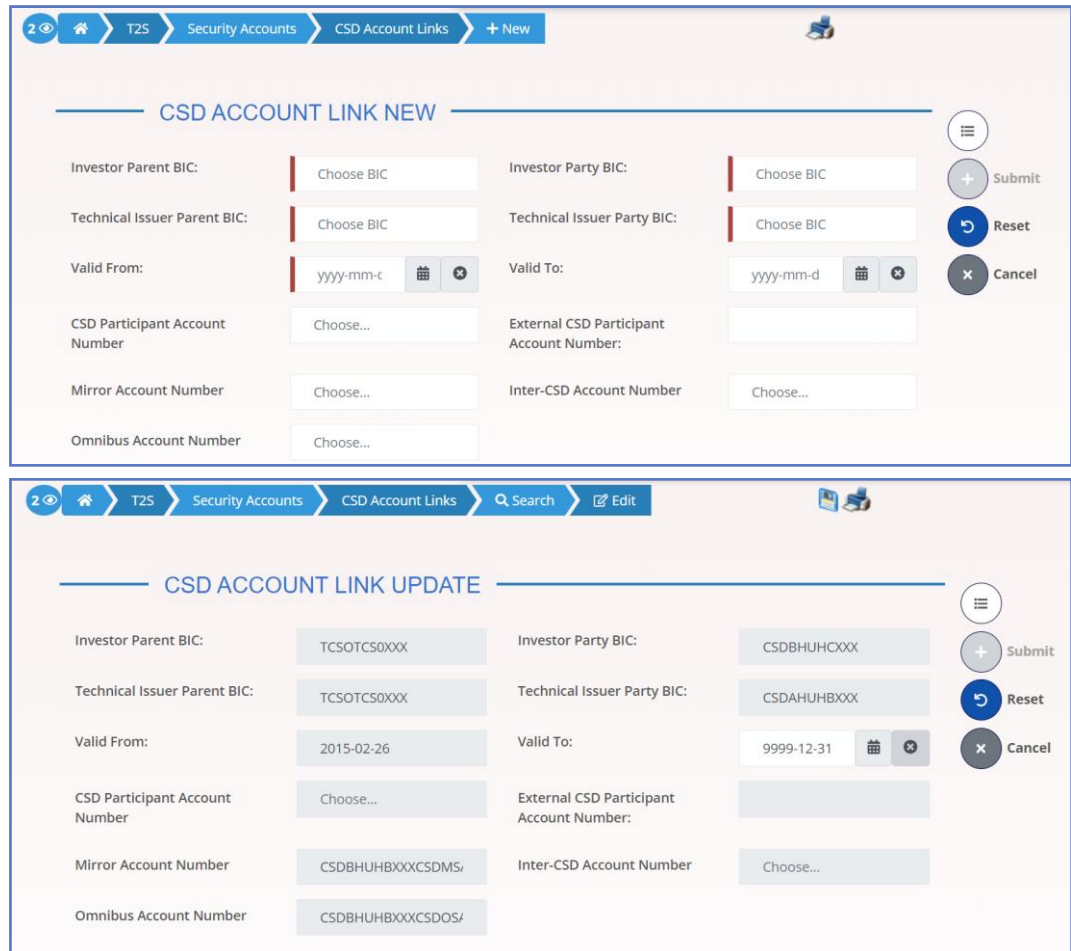 2 T2S Security Accounts CSD Account Links + New
CSD ACCOUNT LINK NEW
Investor Parent BIC: Choose BIC Investor Party BIC: Choose BIC
+ Submit
Technical Issuer Parent BIC: Choose BIC Technical Issuer Party BIC: Choose BIC
Reset
Valid From: yyyy-mm-c Valid To: yyyy-mm-d
Cancel
CSD Participant Account Number Choose... External CSD Participant Account Number:
Mirror Account Number Choose... Inter-CSD Account Number Choose...
Omnibus Account Number Choose...
2 T2S Security Accounts CSD Account Links Search Edit
CSD ACCOUNT LINK UPDATE
Investor Parent BIC: TCSOTCS0XXX Investor Party BIC: CSDBHUHCXXX
+ Submit
Technical Issuer Parent BIC: TCSOTCS0XXX Technical Issuer Party BIC: CSDAHUHBXXX
Reset
Valid From: 2015-02-26 Valid To: 9999-12-31
Cancel
CSD Participant Account Number Choose... External CSD Participant Account Number:
Mirror Account Number CSDBHUHBXXXCSDMS Inter-CSD Account Number Choose...
Omnibus Account Number CSDBHUHBXXXCSDOS